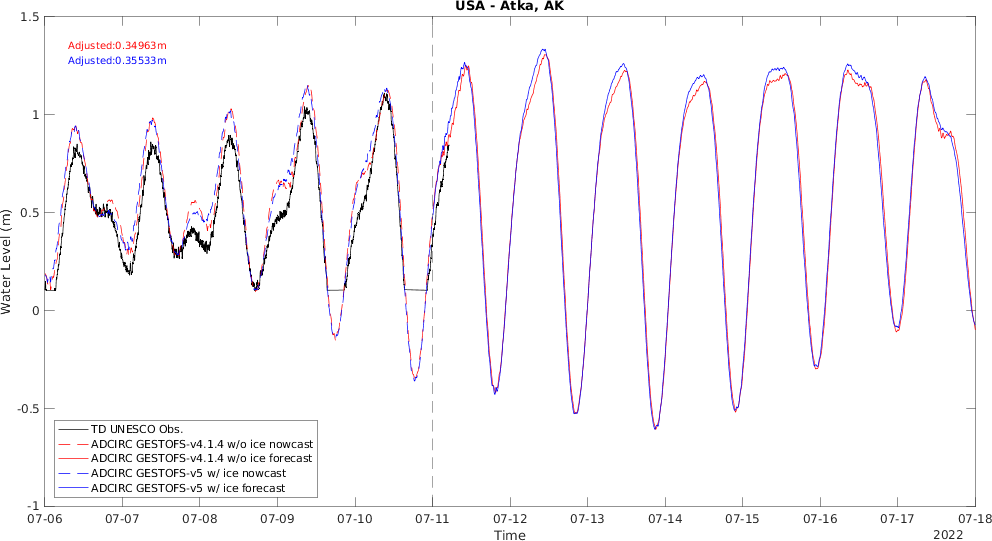 USA - Atka, AK
Adjusted:0.34963m
Adjusted:0.35533m
1.5
1
0.5
0
-0.5
-1
Water Level (m)
TD UNESCO Obs.
ADCIRC GESTOFS-v4.1.4 w/o ice nowcast
ADCIRC GESTOFS-v4.1.4 w/o ice forecast
ADCIRC GESTOFS-v5 w/ ice nowcast
ADCIRC GESTOFS-v5 w/ ice forecast
07-06 07-07 07-08 07-09 07-10 07-11 07-12 07-13 07-14 07-15 07-16 07-17 07-18
Time
2022